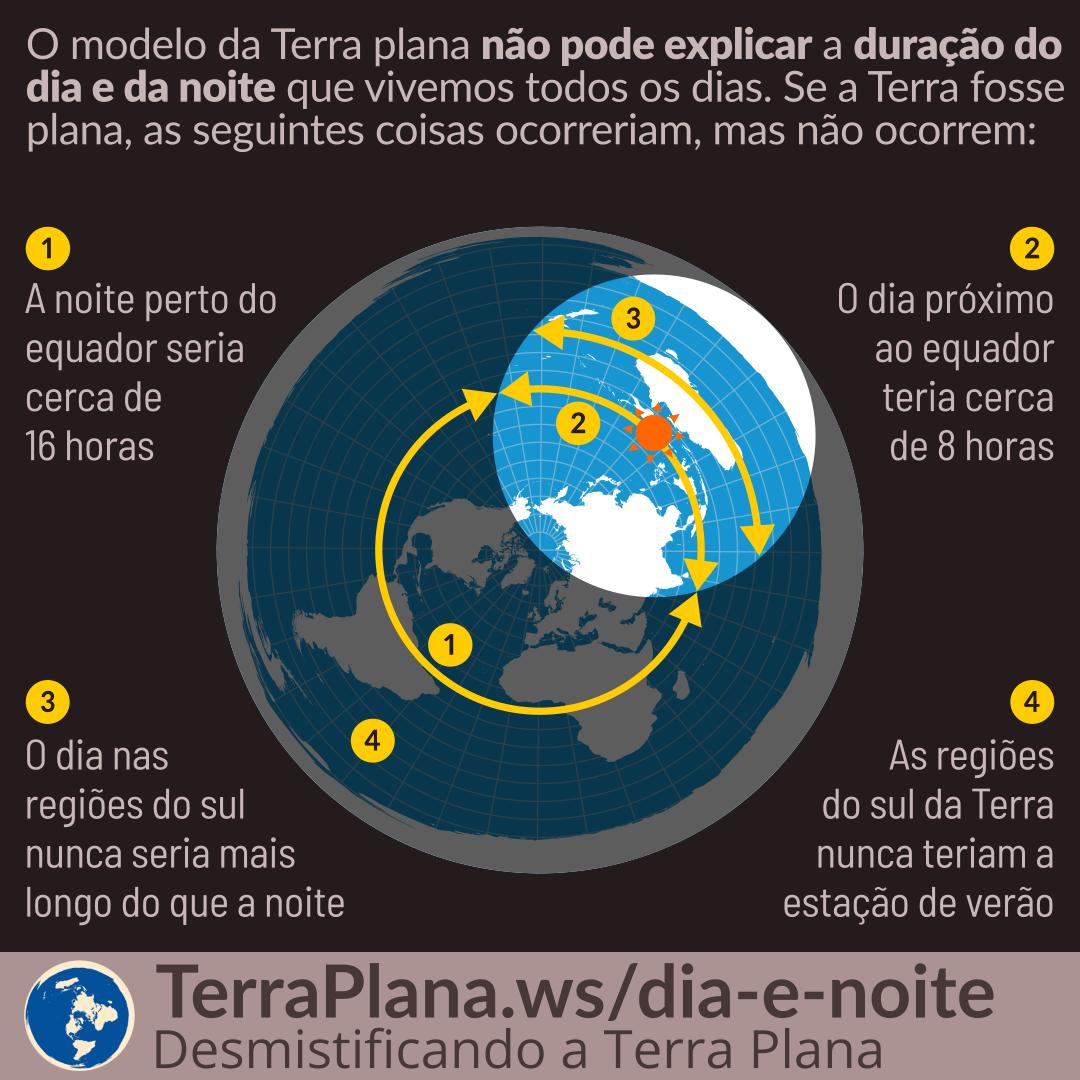 O modelo da Terra plana não pode explicar a duração do
dia e da noite que vivemos todos os dias. Se a Terra fosse
plana, as seguintes coisas ocorreriam, mas não ocorrem:
1
A noite perto do
equador seria
cerca de
16 horas
2
O dia próximo
ao equador
teria cerca
de 8 horas
3
2
1
4
3
O dia nas
regiões do sul
nunca seria mais
longo do que a noite
4
As regiões
do sul da Terra
nunca teriam a
estação de verão
TerraPlana.ws/dia-e-noite
Desmistificando a Terra Plana